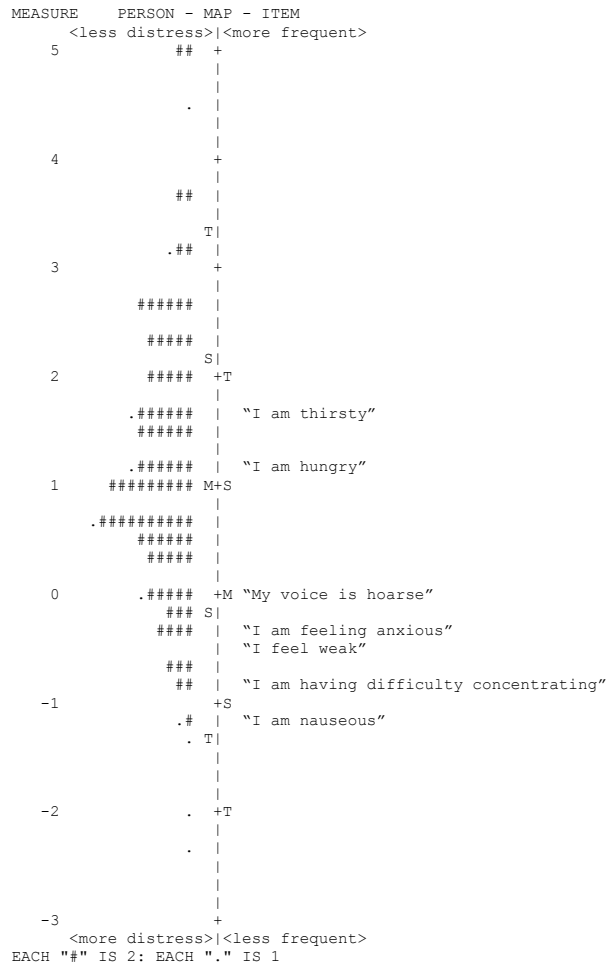 MEASURE    PERSON - MAP - ITEM
      <less distress>|<more frequent>
    5            ##  +
                     |
                     |
                  .  |
                     |
                     |
    4                +
                     |
                 ##  |
                     |
                    T|
                .##  |
    3                +
                     |
             ######  |
                     |
              #####  |
                    S|
    2         #####  +T
                     |
            .######  |  “I am thirsty”
             ######  |
                     |
            .######  |  “I am hungry”
    1     ######### M+S
                     |
        .##########  |
             ######  |
              #####  |
                     |
    0        .#####  +M “My voice is hoarse”
                ### S|
               ####  |  “I am feeling anxious”
                     |  “I feel weak”
                ###  |
                 ##  |  “I am having difficulty concentrating”
   -1                +S
                 .#  |  “I am nauseous”
                  . T|
                     |
                     |
                     |
   -2             .  +T
                     |
                  .  |
                     |
                     |
                     |
   -3                +
      <more distress>|<less frequent>
EACH "#" IS 2: EACH "." IS 1